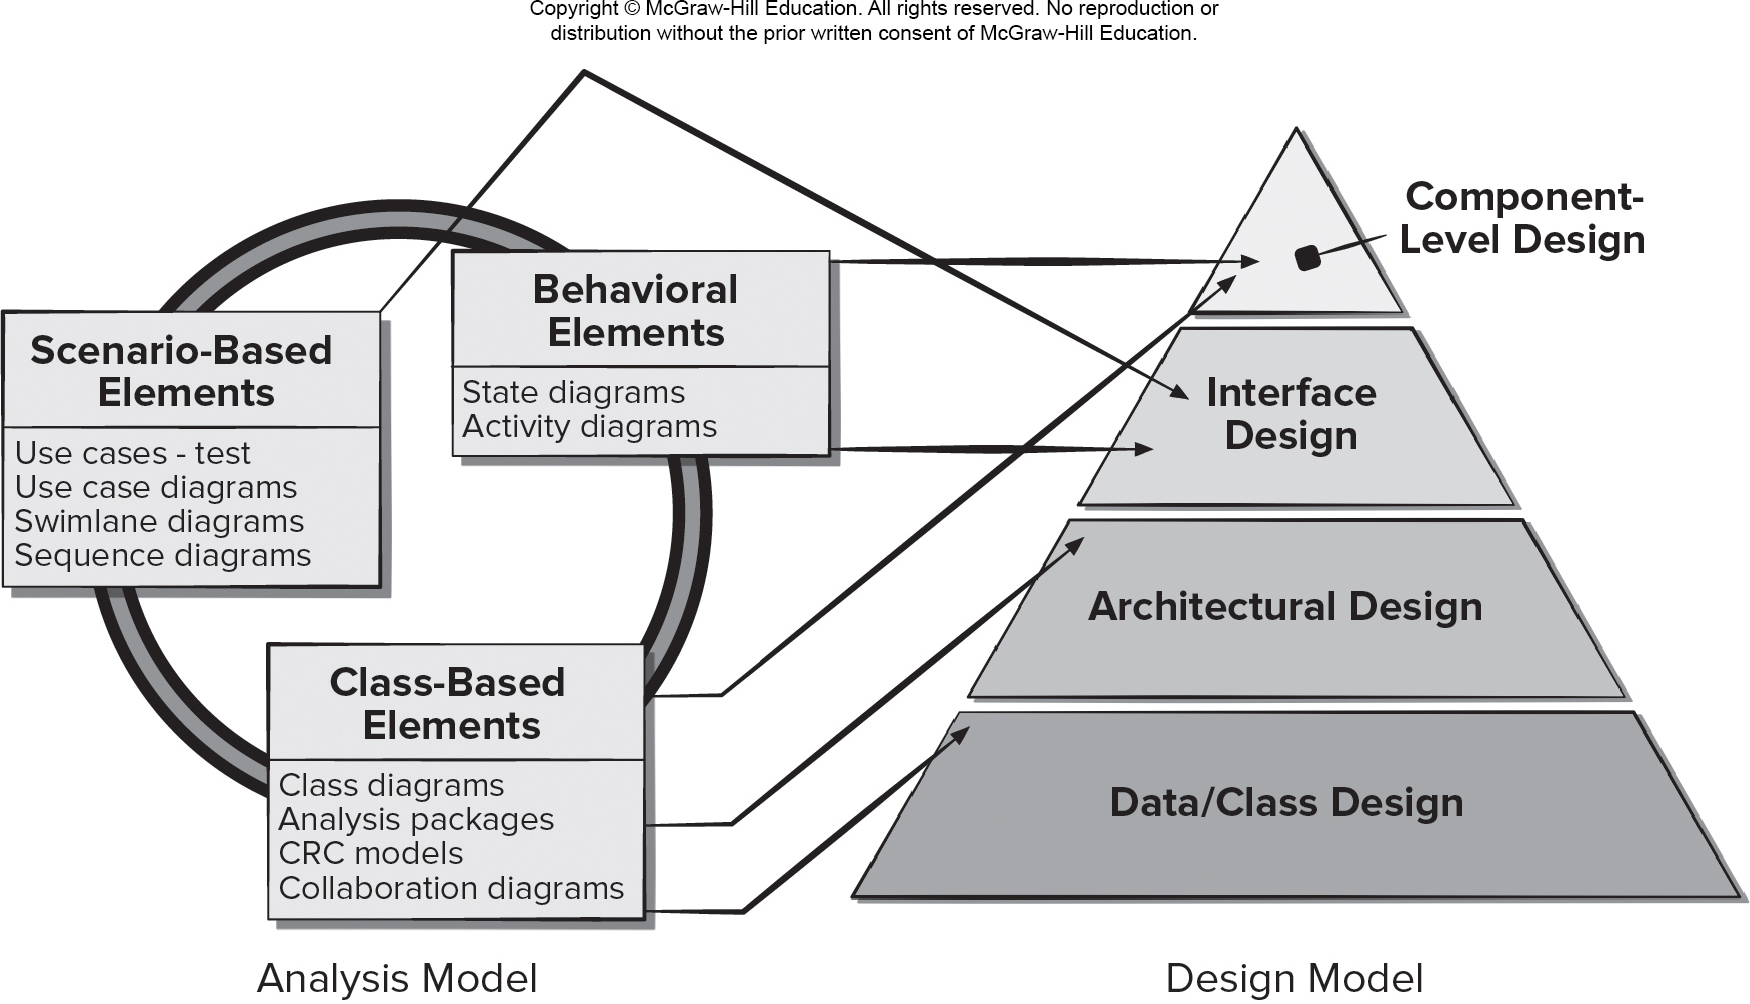 Copyright © McGraw-Hill Education. All rights reserved. No reproduction or
distribution without the prior written consent of McGraw-Hill Education.
Scenario-Based
Elements
Use cases - test
Use case diagrams
Swimlane diagrams
Sequence diagrams
Behavioral
Elements
State diagrams
Activity diagrams
Class-Based
Elements
Class diagrams
Analysis packages
CRC models
Collaboration diagrams
Analysis Model
Component-
Level Design
Interface
Design
Architectural Design
Data/Class Design
Design Model